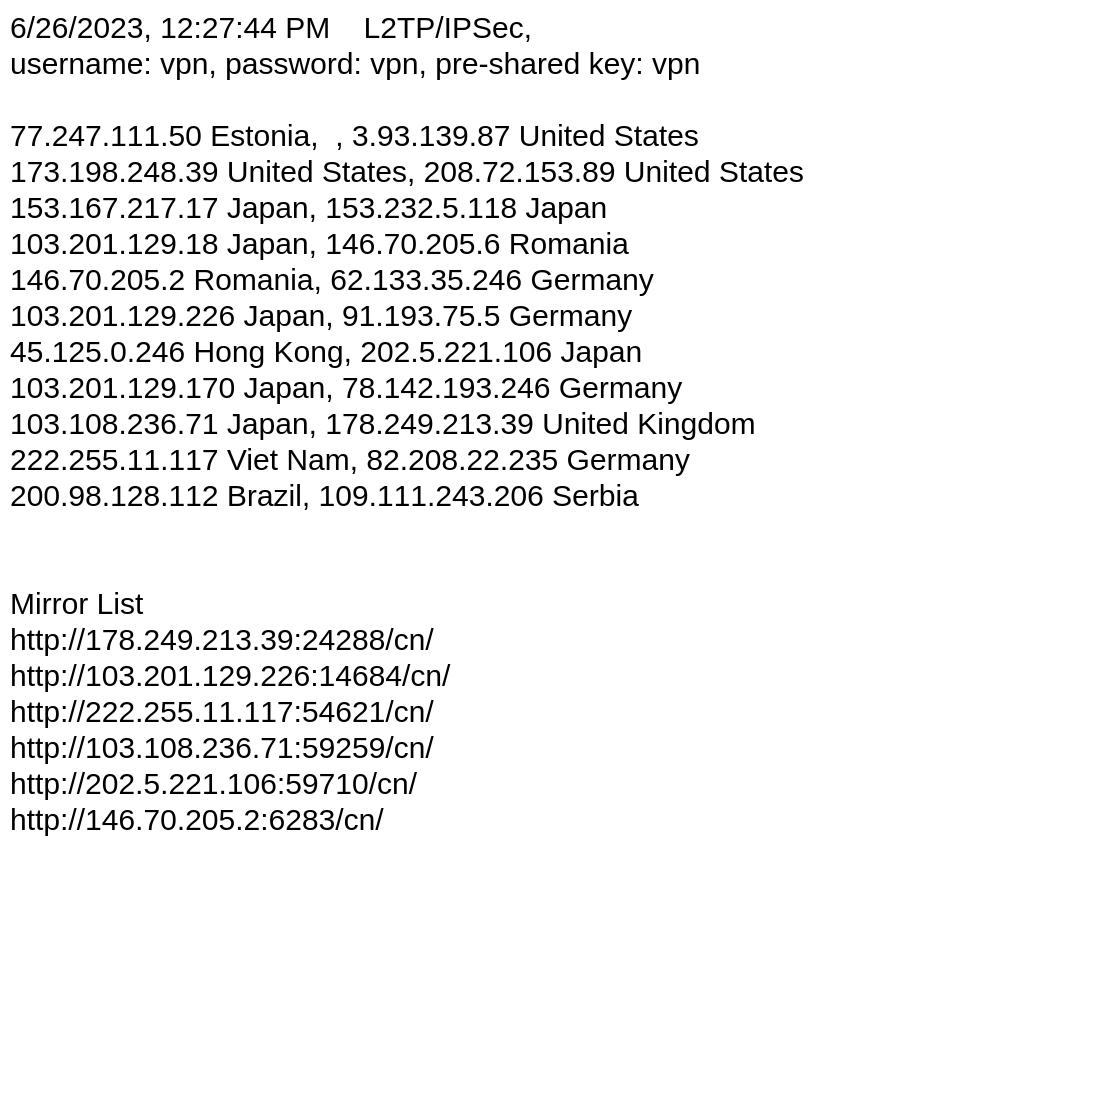 6/26/2023, 12:27:44 PM    L2TP/IPSec,
username: vpn, password: vpn, pre-shared key: vpn
77.247.111.50 Estonia,  , 3.93.139.87 United States
173.198.248.39 United States, 208.72.153.89 United States
153.167.217.17 Japan, 153.232.5.118 Japan
103.201.129.18 Japan, 146.70.205.6 Romania
146.70.205.2 Romania, 62.133.35.246 Germany
103.201.129.226 Japan, 91.193.75.5 Germany
45.125.0.246 Hong Kong, 202.5.221.106 Japan
103.201.129.170 Japan, 78.142.193.246 Germany
103.108.236.71 Japan, 178.249.213.39 United Kingdom
222.255.11.117 Viet Nam, 82.208.22.235 Germany
200.98.128.112 Brazil, 109.111.243.206 Serbia
Mirror List
http://178.249.213.39:24288/cn/
http://103.201.129.226:14684/cn/
http://222.255.11.117:54621/cn/
http://103.108.236.71:59259/cn/
http://202.5.221.106:59710/cn/
http://146.70.205.2:6283/cn/